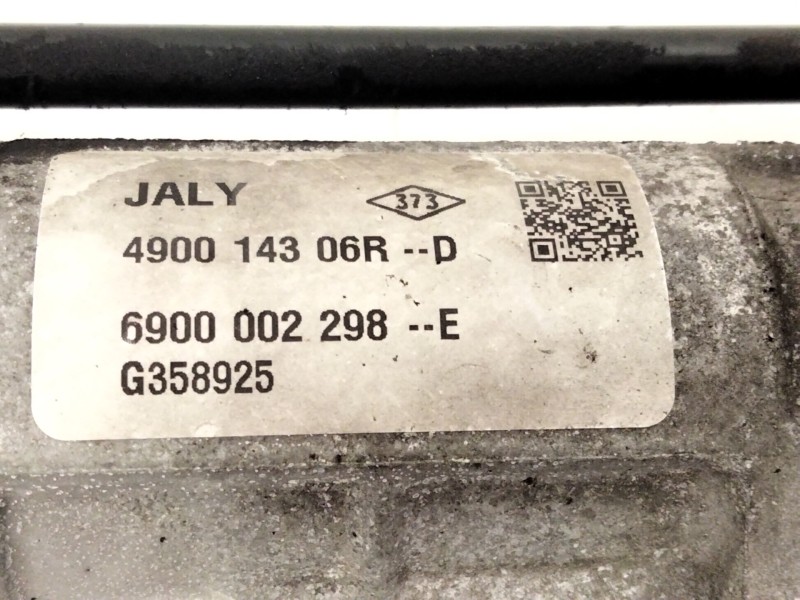 JALY 373
4900 143 06R --D
6900 002 298 --E
G358925